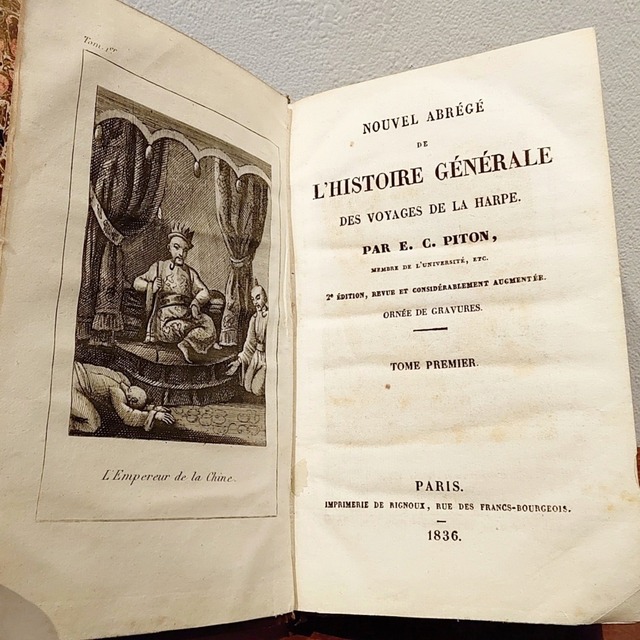 Tom. 1er
L'Empereur de la Chine.
NOUVEL ABRÉGÉ
DE
L'HISTOIRE GÉNÉRALE
DES VOYAGES DE LA HARPE.
PAR E. C. PITON,
MEMBRE DE L'UNIVERSITÉ, ETC.
2e ÉDITION, REVUE ET CONSIDÉRABLEMENT AUGMENTÉE.
ORNÉE DE GRAVURES.
TOME PREMIER.
PARIS.
IMPRIMERIE DE RIGNOUX, RUE DES FRANCS-BOURGEOIS.
1836.